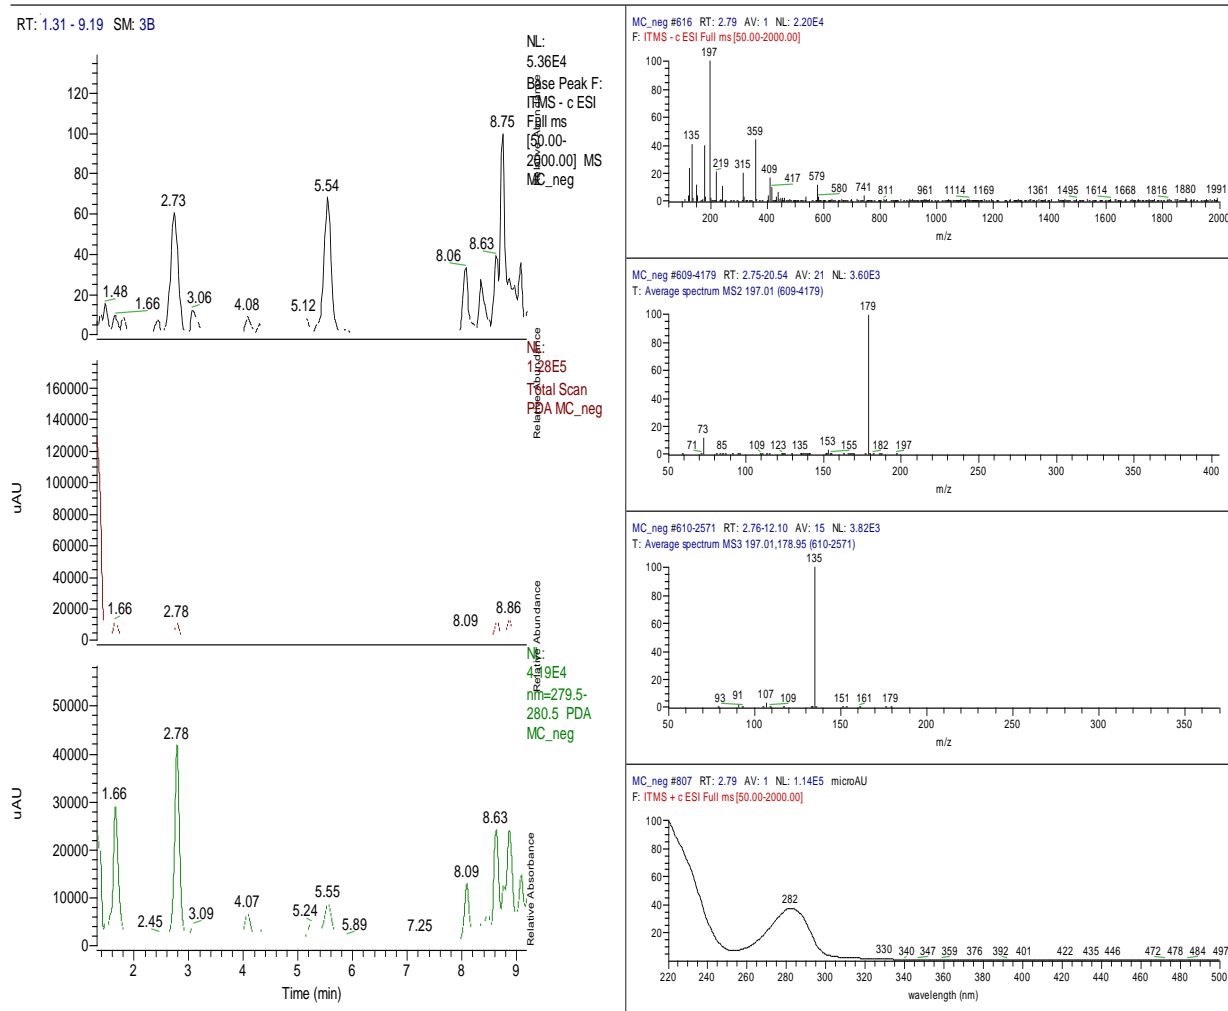 RT: 1.31 - 9.19 SM: 3B
NL:
5.36E4
Base Peak F:
ITMS - c ESI
Full ms
[50.00-
2000.00] MS
MC_neg
120
100
80
60
40
20
0
1.48
1.66
2.73
3.06
4.08
5.12
5.54
8.06
8.63
8.75
Relative Abundance
NL:
1.28E5
Total Scan
PDA MC_neg
160000
140000
120000
100000
80000
60000
40000
20000
0
uAU
1.66
2.78
8.09
8.86
Relative Abundance
NL:
4.19E4
nm=279.5-
280.5 PDA
MC_neg
50000
40000
30000
20000
10000
0
uAU
1.66
2.45
2.78
3.09
4.07
5.24
5.55
5.89
7.25
8.09
8.63
2 3 4 5 6 7 8 9
Time (min)
MC_neg #616 RT: 2.79 AV: 1 NL: 2.20E4
F: ITMS - c ESI Full ms [50.00-2000.00]
100
80
60
40
20
0
135 197 219 315 359 409 417 579 580 741 811 961 1114 1169 1361 1495 1614 1668 1816 1880 1991
200 400 600 800 1000 1200 1400 1600 1800 2000
m/z
Relative Abundance
MC_neg #609-4179 RT: 2.75-20.54 AV: 21 NL: 3.60E3
T: Average spectrum MS2 197.01 (609-4179)
100
80
60
40
20
0
71 73 85 109 123 135 153 155 179 182 197
50 100 150 200 250 300 350 400
m/z
MC_neg #610-2571 RT: 2.76-12.10 AV: 15 NL: 3.82E3
T: Average spectrum MS3 197.01,178.95 (610-2571)
100
80
60
40
20
0
93 91 107 109 135 151 161 179
50 100 150 200 250 300 350
m/z
Relative Absorbance
MC_neg #807 RT: 2.79 AV: 1 NL: 1.14E5 microAU
F: ITMS + c ESI Full ms [50.00-2000.00]
100
80
60
40
20
282 330 340 347 359 376 392 401 422 435 446 472 478 484 497
220 240 260 280 300 320 340 360 380 400 420 440 460 480 500
wavelength (nm)